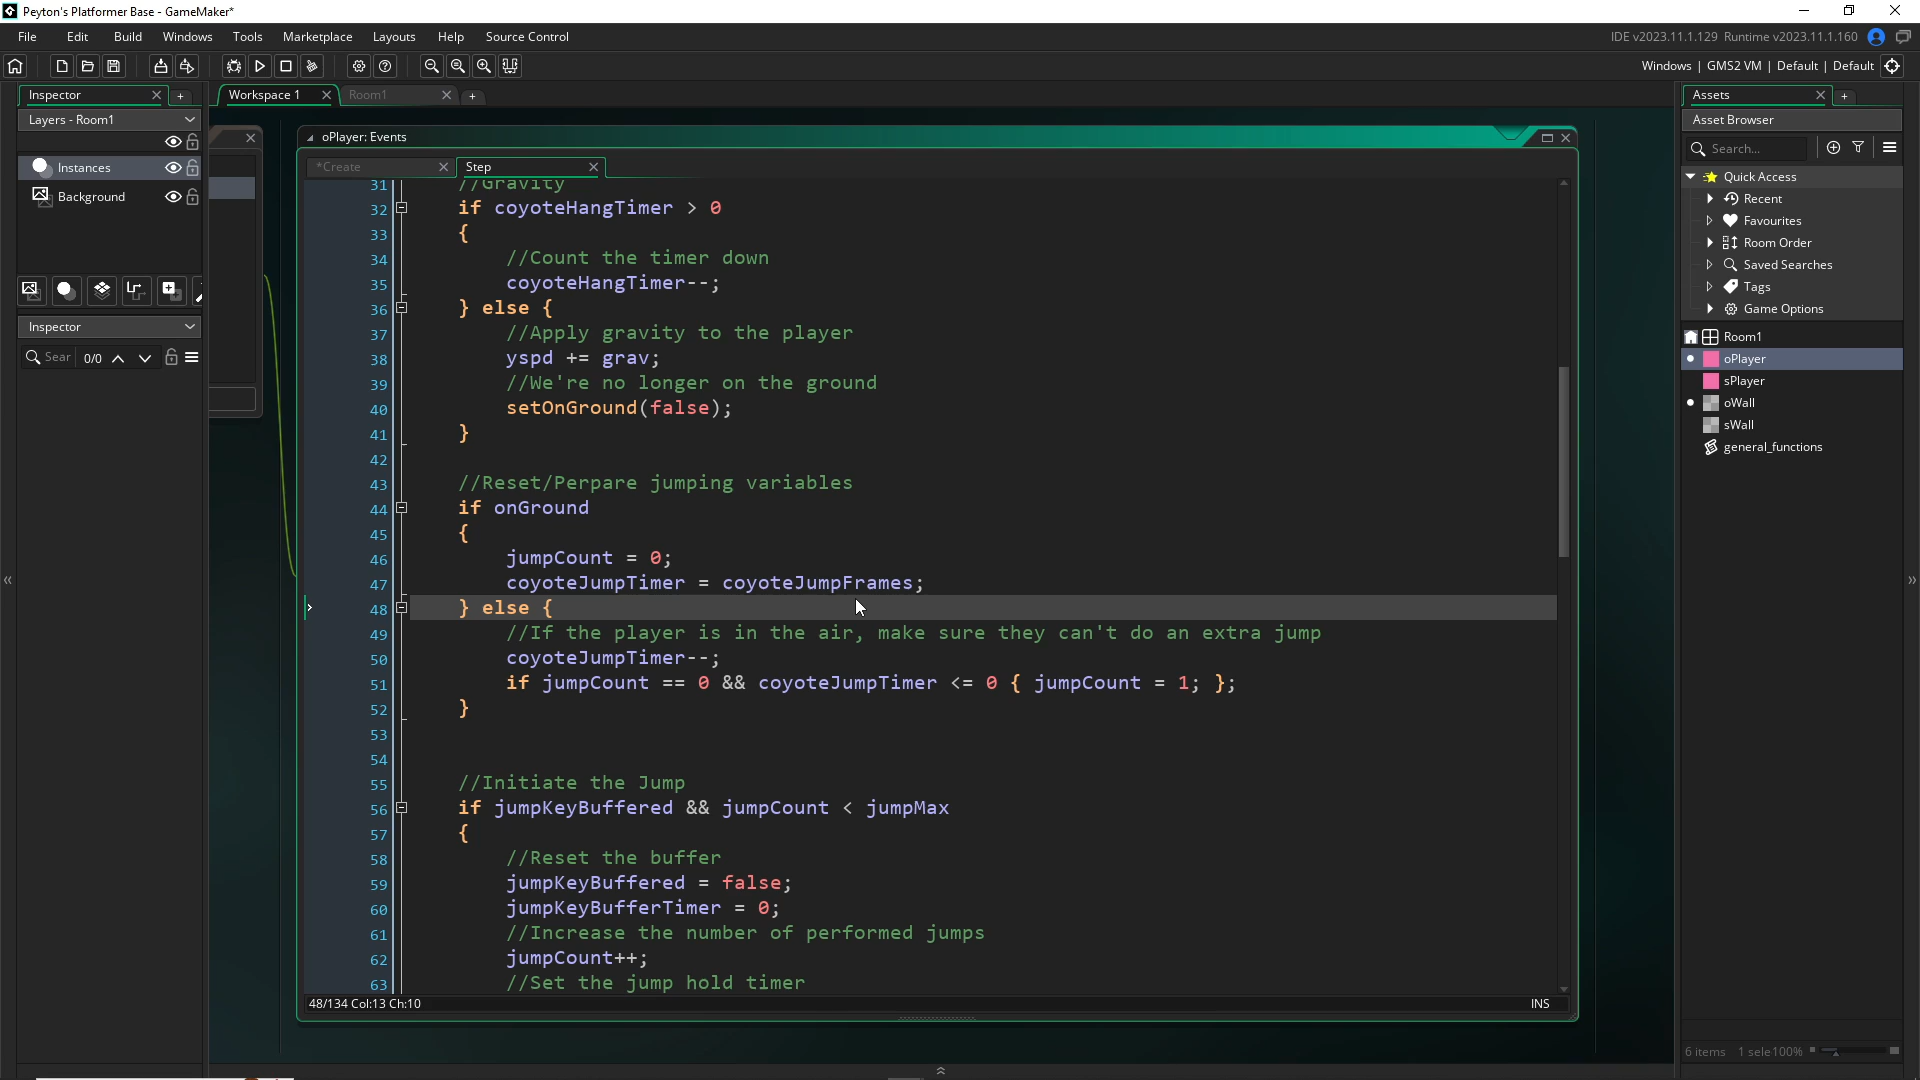 Peyton's Platformer Base - GameMaker*
File Edit Build Windows Tools Marketplace Layouts Help Source Control
IDE v2023.11.1.129 Runtime v2023.11.1.160
Windows | GMS2 VM | Default | Default
Inspector
Workspace 1
Room1
Assets
Layers - Room1
Asset Browser
Instances
Background
Inspector
Sear
0/0
oPlayer: Events
*Create
Step
31 //Gravity
32 if coyoteHangTimer > 0
33 {
34 //Count the timer down
35 coyoteHangTimer--;
36 } else {
37 //Apply gravity to the player
38 yspd += grav;
39 //We're no longer on the ground
40 setOnGround(false);
41 }
42
43 //Reset/Perpare jumping variables
44 if onGround
45 {
46 jumpCount = 0;
47 coyoteJumpTimer = coyoteJumpFrames;
48 } else {
49 //If the player is in the air, make sure they can't do an extra jump
50 coyoteJumpTimer--;
51 if jumpCount == 0 && coyoteJumpTimer <= 0 { jumpCount = 1; };
52 }
53
54
55 //Initiate the Jump
56 if jumpKeyBuffered && jumpCount < jumpMax
57 {
58 //Reset the buffer
59 jumpKeyBuffered = false;
60 jumpKeyBufferTimer = 0;
61 //Increase the number of performed jumps
62 jumpCount++;
63 //Set the jump hold timer
48/134 Col:13 Ch:10
INS
Search...
Quick Access
Recent
Favourites
Room Order
Saved Searches
Tags
Game Options
Room1
oPlayer
sPlayer
oWall
sWall
general_functions
6 items 1 sele100%